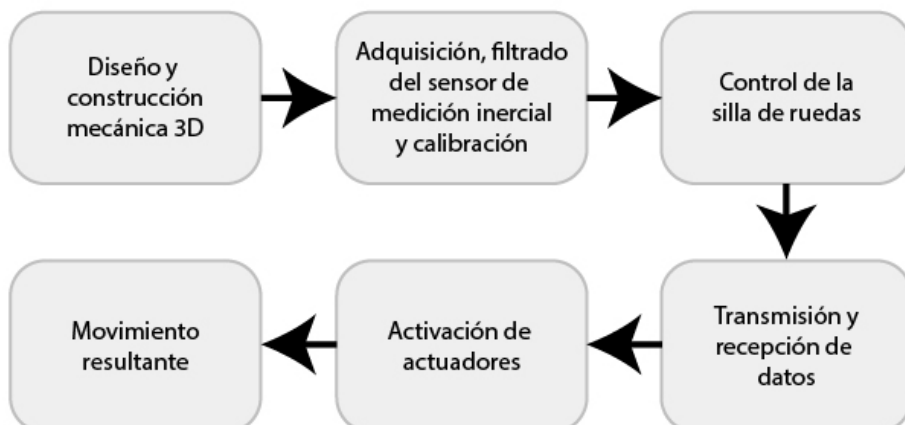 Diseño y
construcción
mecánica 3D
Adquisición, filtrado
del sensor de
medición inercial
y calibración
Control de la
silla de ruedas
Transmisión y
recepción de
datos
Activación de
actuadores
Movimiento
resultante